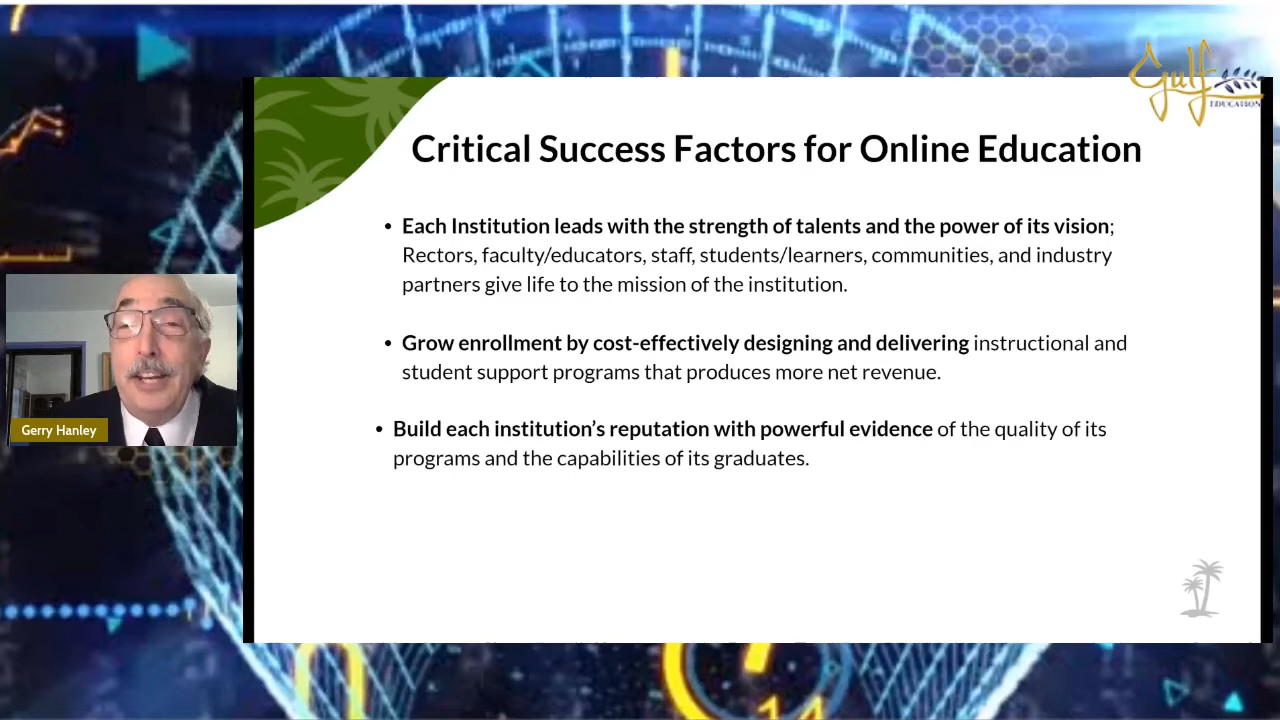 Gulf
EDUCATION
Critical Success Factors for Online Education
• Each Institution leads with the strength of talents and the power of its vision;
Rectors, faculty/educators, staff, students/learners, communities, and industry
partners give life to the mission of the institution.
• Grow enrollment by cost-effectively designing and delivering instructional and
student support programs that produces more net revenue.
• Build each institution’s reputation with powerful evidence of the quality of its
programs and the capabilities of its graduates.
Gerry Hanley
14